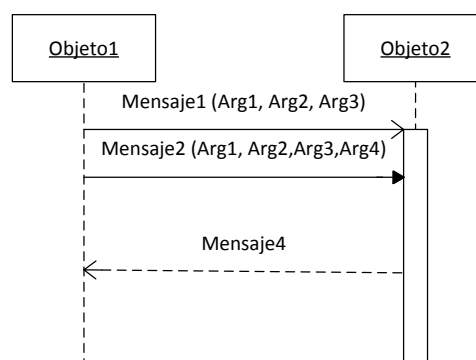 Objeto1
Objeto2
Mensaje1 (Arg1, Arg2, Arg3)
Mensaje2 (Arg1, Arg2,Arg3,Arg4)
Mensaje4